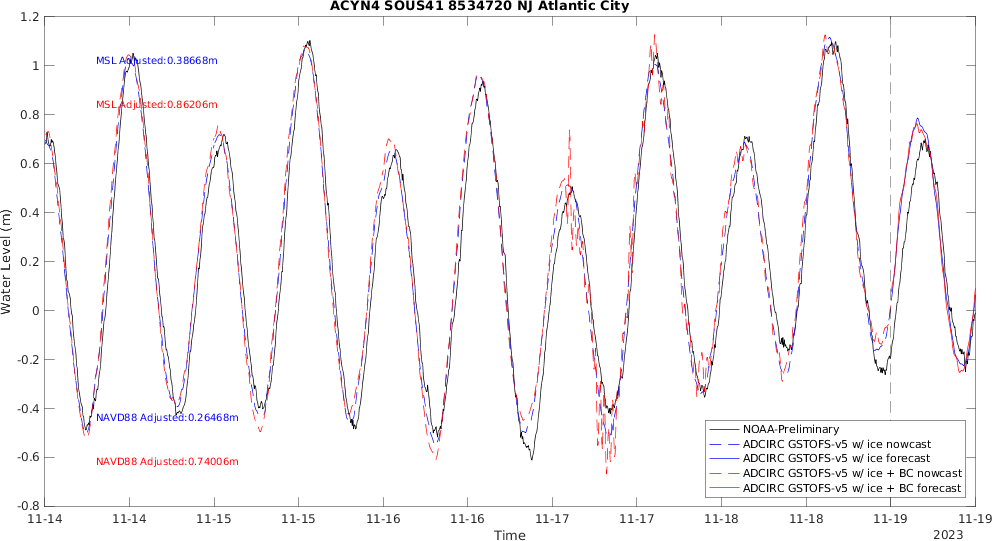 ACYN4 SOUS41 8534720 NJ Atlantic City
1.2
1
0.8
0.6
0.4
0.2
0
-0.2
-0.4
-0.6
-0.8
Water Level (m)
MSL Adjusted:0.38668m
MSL Adjusted:0.86206m
NAVD88 Adjusted:0.26468m
NAVD88 Adjusted:0.74006m
NOAA-Preliminary
ADCIRC GSTOFS-v5 w/ ice nowcast
ADCIRC GSTOFS-v5 w/ ice forecast
ADCIRC GSTOFS-v5 w/ ice + BC nowcast
ADCIRC GSTOFS-v5 w/ ice + BC forecast
11-14 11-14 11-15 11-15 11-16 11-16 11-17 11-17 11-18 11-18 11-19 11-19
Time
2023